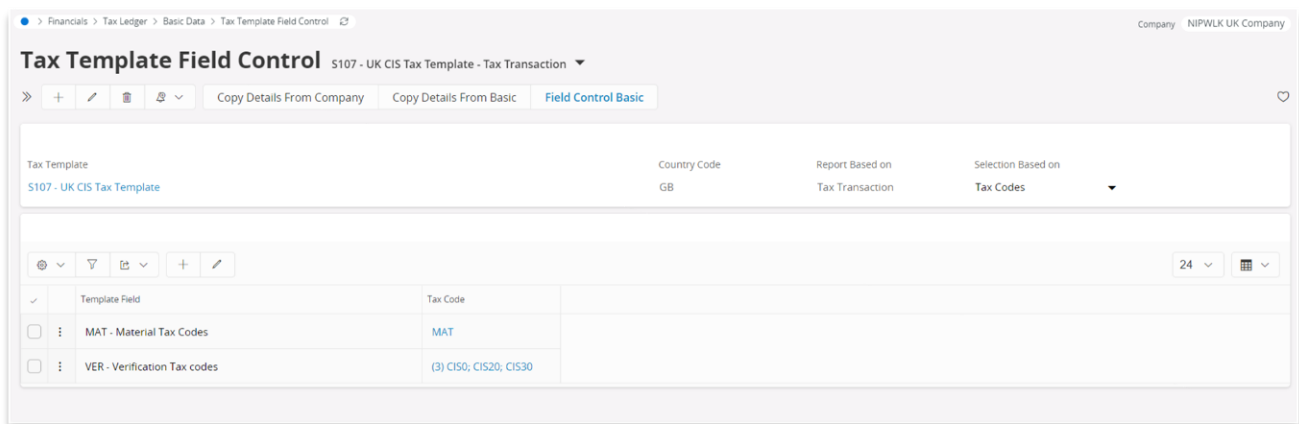 > Financials > Tax Ledger > Basic Data > Tax Template Field Control
Company NIPWLK UK Company
Tax Template Field Control S107 - UK CIS Tax Template - Tax Transaction
Copy Details From Company Copy Details From Basic Field Control Basic
Tax Template Country Code Report Based on Selection Based on
S107 - UK CIS Tax Template GB Tax Transaction Tax Codes
24
Template Field Tax Code
MAT - Material Tax Codes MAT
VER - Verification Tax codes (3) CIS0; CIS20; CIS30